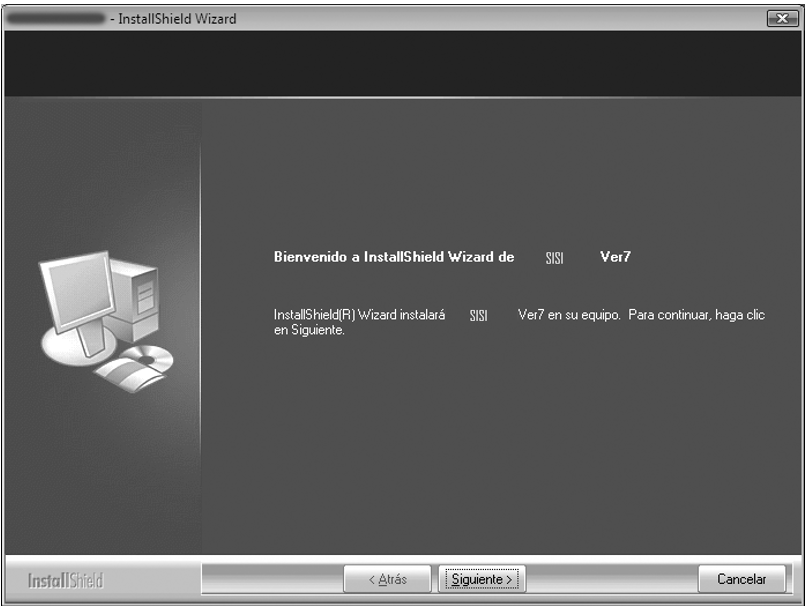 - InstallShield Wizard
Bienvenido a InstallShield Wizard de SISI Ver7
InstallShield(R) Wizard instalará SISI Ver7 en su equipo. Para continuar, haga clic
en Siguiente.
InstallShield
< Atrás
Siguiente >
Cancelar